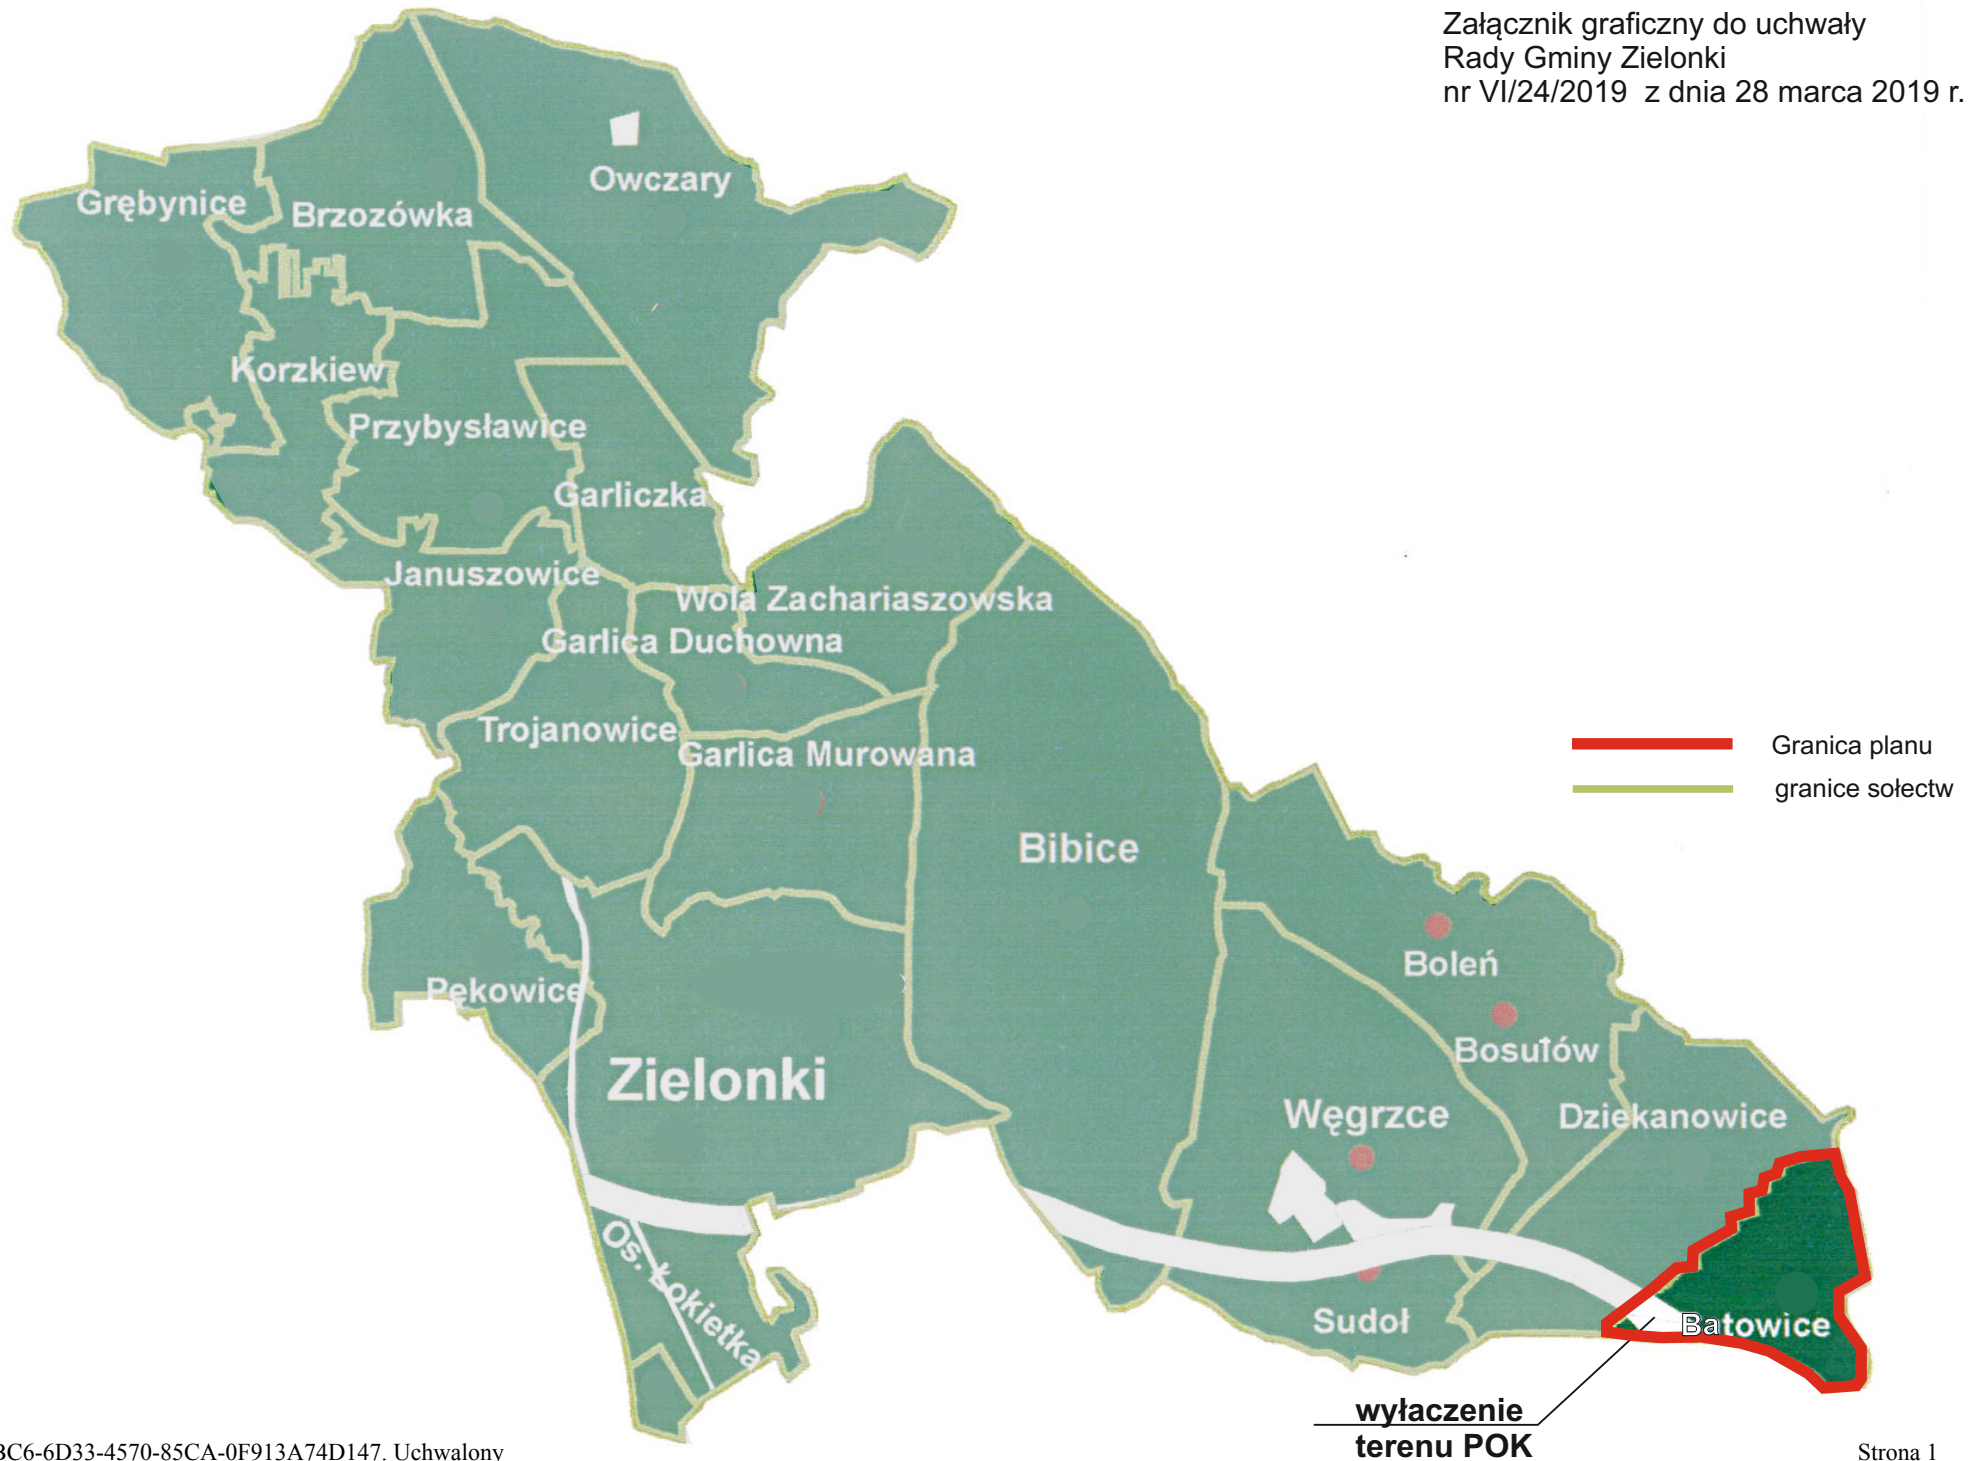 Załącznik graficzny do uchwały
Rady Gminy Zielonki
nr VI/24/2019 z dnia 28 marca 2019 r.
Owczary
Grębynice
Brzozówka
Korzkiew
Przybysławice
Garliczka
Januszowice
Wola Zachariaszowska
Garlica Duchowna
Trojanowice
Garlica Murowana
Granica planu
granice sołectw
Bibice
Boleń
Pękowice
Bosutów
Zielonki
Węgrzce
Dziekanowice
Os. Łokietka
Sudoł
Batowice
wyłaczenie
terenu POK
BC6-6D33-4570-85CA-0F913A74D147. Uchwalony
Strona 1